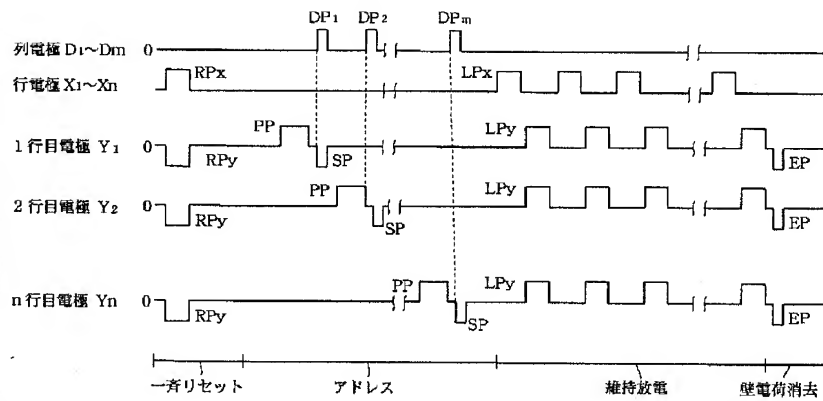 DP₁ DP₂ DPm
列電極 D₁～Dm 0
RPx LPx
行電極 X₁～Xn
PP LPy
1行目電極 Y₁ 0
RPy SP EP
PP LPy
2行目電極 Y₂ 0
RPy SP EP
PP LPy
n行目電極 Yn 0
RPy SP EP
一斉リセット アドレス 維持放電 壁電荷消去